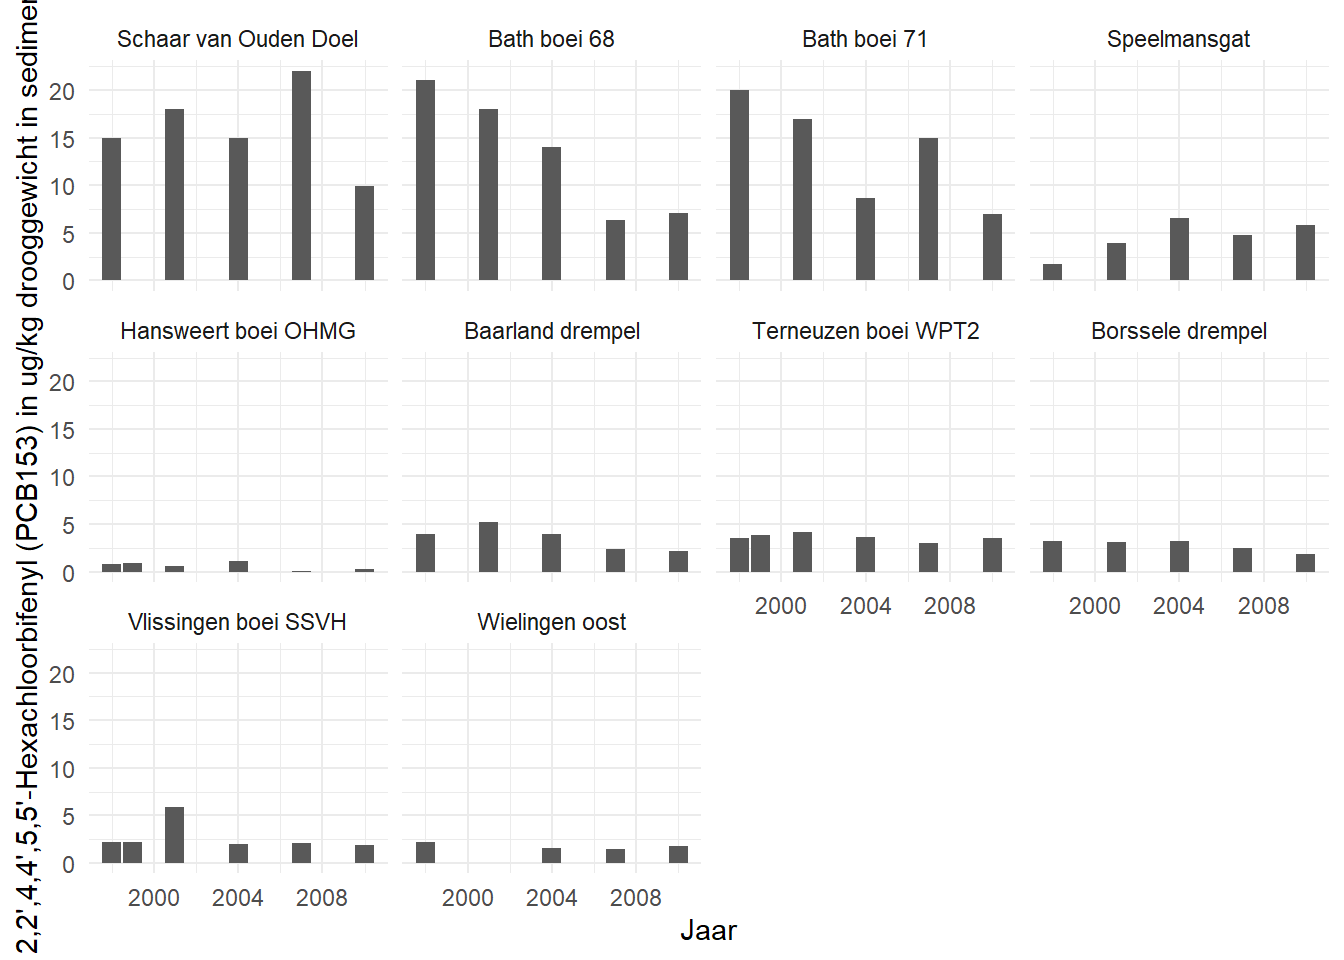 2,2',4,4',5,5'-Hexachloorbifenyl (PCB153) in ug/kg drooggewicht in
Schaar van Ouden Doel
Bath boei 68
Bath boei 71
Speelmansgat
20
15
10
5
0
Hansweert boei OHMG
Baarland drempel
Terneuzen boei WPT2
Borssele drempel
20
15
10
5
0
2000 2004 2008
2000 2004 2008
Vlissingen boei SSVH
Wielingen oost
20
15
10
5
0
2000 2004 2008
2000 2004 2008
Jaar